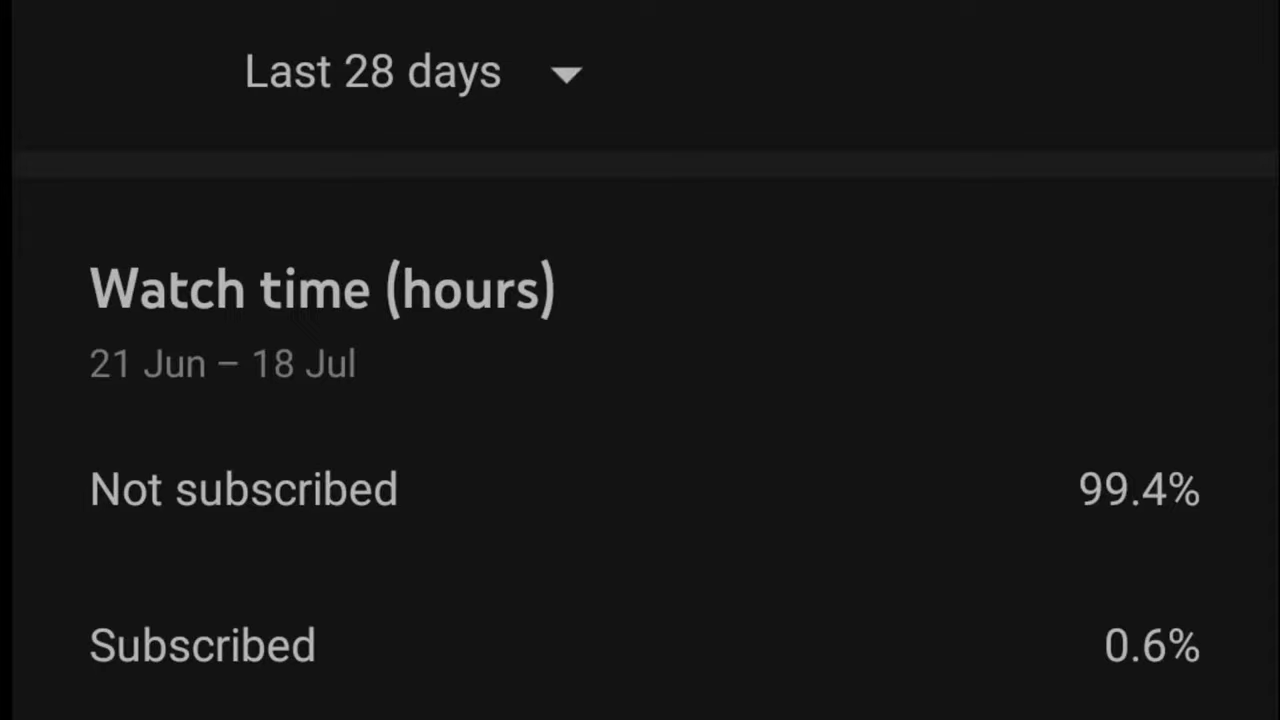 Last 28 days
Watch time (hours)
21 Jun – 18 Jul
Not subscribed 99.4%
Subscribed 0.6%